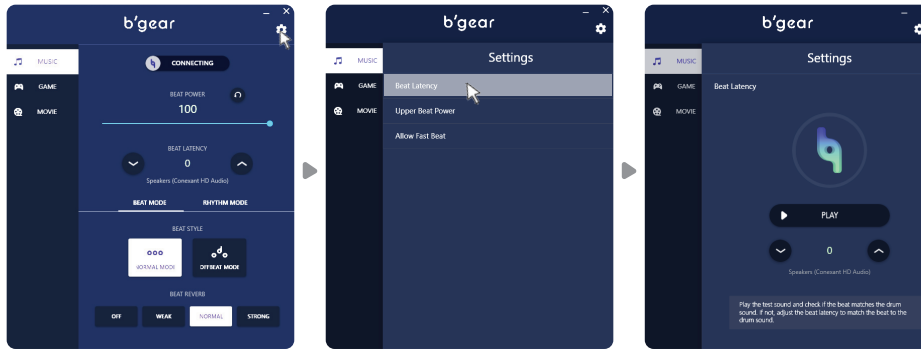 b'gear
MUSIC
GAME
MOVIE
CONNECTING
BEAT POWER
100
BEAT LATENCY
0
Speakers (Conexant HD Audio)
BEAT MODE RHYTHM MODE
BEAT STYLE
NORMAL MODE OFFBEAT MODE
BEAT REVERB
OFF WEAK NORMAL STRONG
b'gear
Settings
MUSIC
GAME
MOVIE
Beat Latency
Upper Beat Power
Allow Fast Beat
b'gear
Settings
MUSIC
GAME
MOVIE
Beat Latency
PLAY
0
Speakers (Conexant HD Audio)
Play the test sound and check if the beat matches the drum
sound. If not, adjust the beat latency to match the beat to the
drum sound.